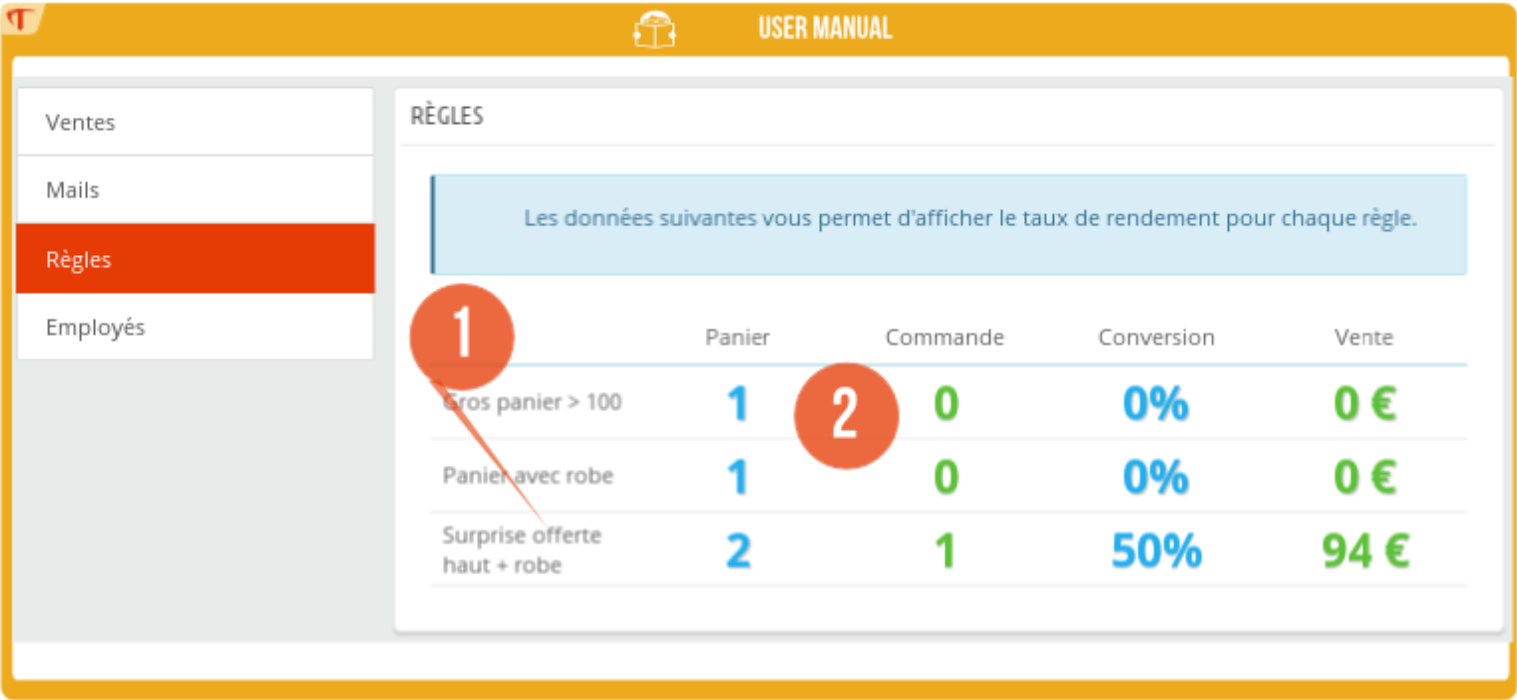 USER MANUAL
Ventes
Mails
Règles
Employés
RÈGLES
Les données suivantes vous permet d'afficher le taux de rendement pour chaque règle.
1
Panier Commande Conversion Vente
Gros panier > 100 1 2 0 0% 0 €
Panier avec robe 1 0 0% 0 €
Surprise offerte
haut + robe 2 1 50% 94 €